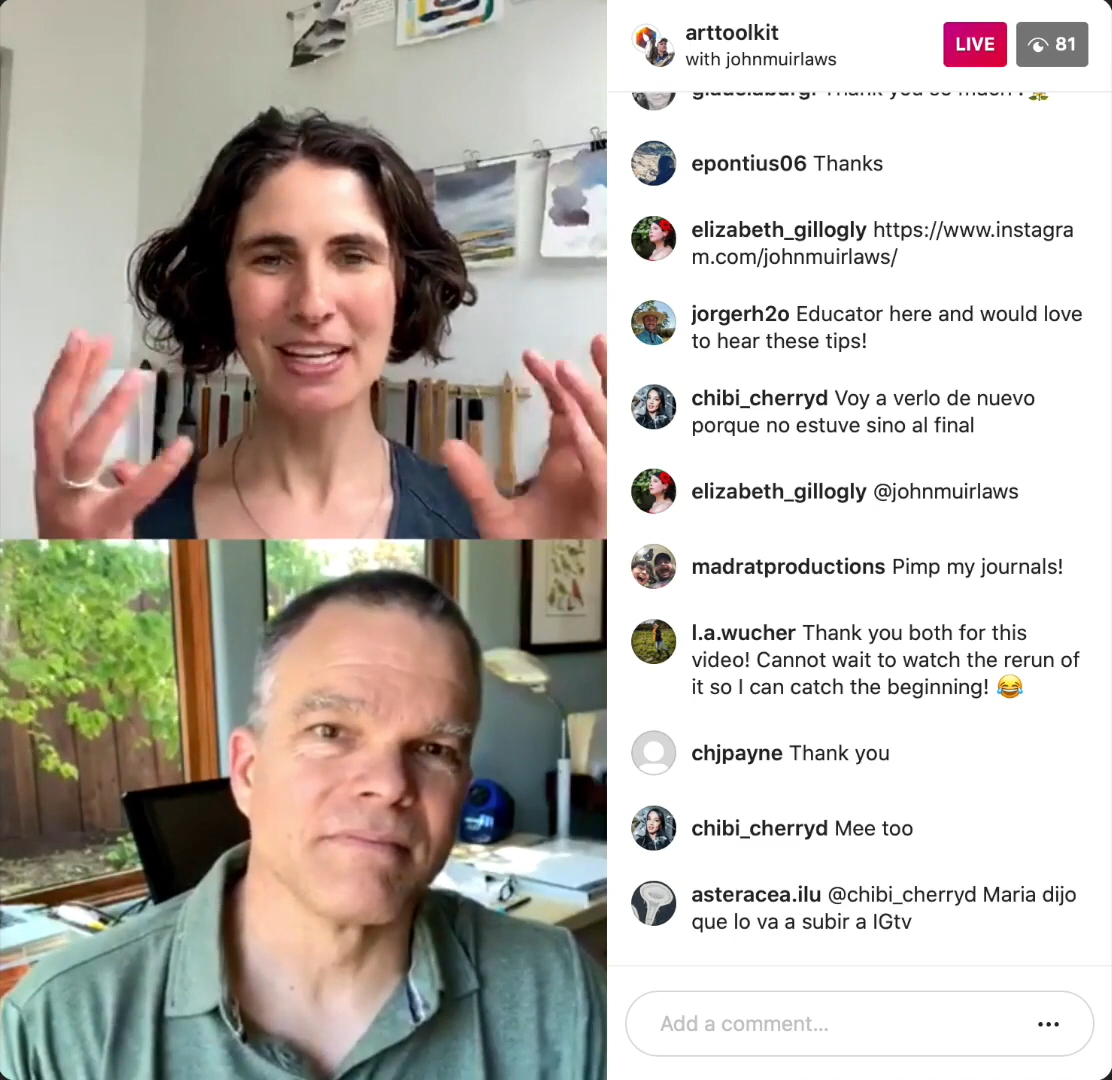 arttoolkit
with johnmuirlaws
LIVE
81
Thank you so much !
epontius06 Thanks
elizabeth_gillogly https://www.instagra
m.com/johnmuirlaws/
jorgerh2o Educator here and would love
to hear these tips!
chibi_cherryd Voy a verlo de nuevo
porque no estuve sino al final
elizabeth_gillogly @johnmuirlaws
madratproductions Pimp my journals!
l.a.wucher Thank you both for this
video! Cannot wait to watch the rerun of
it so I can catch the beginning! 😂
chjpayne Thank you
chibi_cherryd Mee too
asteracea.ilu @chibi_cherryd Maria dijo
que lo va a subir a IGtv
Add a comment...